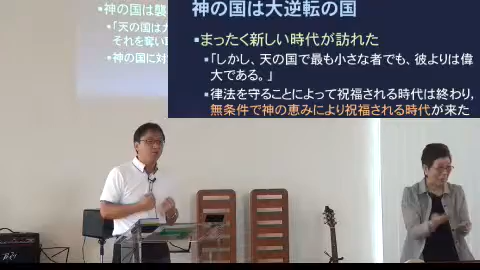 神の国は襲
「天の国は
それを奪い
神の国に対
神の国は大逆転の国
まったく新しい時代が訪れた
「しかし、天の国で最も小さな者でも、彼よりは偉
大である。」
律法を守ることによって祝福される時代は終わり,
無条件で神の恵みにより祝福される時代が来た